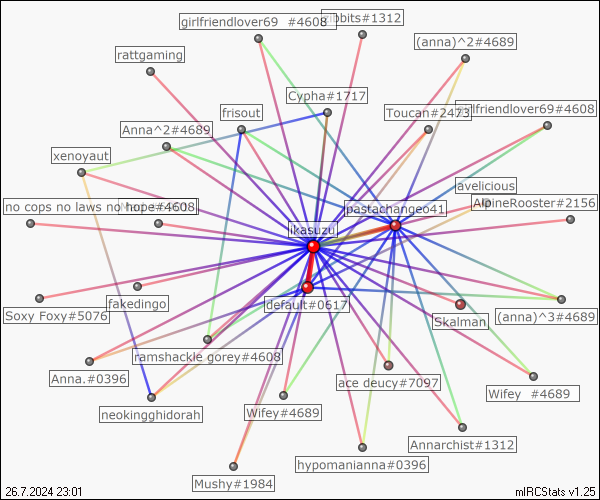 girlfriendlover69 #4608
ribbits#1312
(anna)^2#4689
rattgaming
Cypha#1717
frisout
Toucan#2473
girlfriendlover69#4608
Anna^2#4689
xenoyaut
avelicious
no cops no laws no hope#4608
pastachange641
AlpineRooster#2156
likasuzu
default#0617
fakedingo
Soxy Foxy#5076
Skalman
(anna)^3#4689
ramshackle gorey#4608
Anna.#0396
ace deucy#7097
Wifey #4689
neokingghidorah
Wifey#4689
Annarchist#1312
hypomanianna#0396
Mushy#1984
26.7.2024 23:01
mIRCStats v1.25